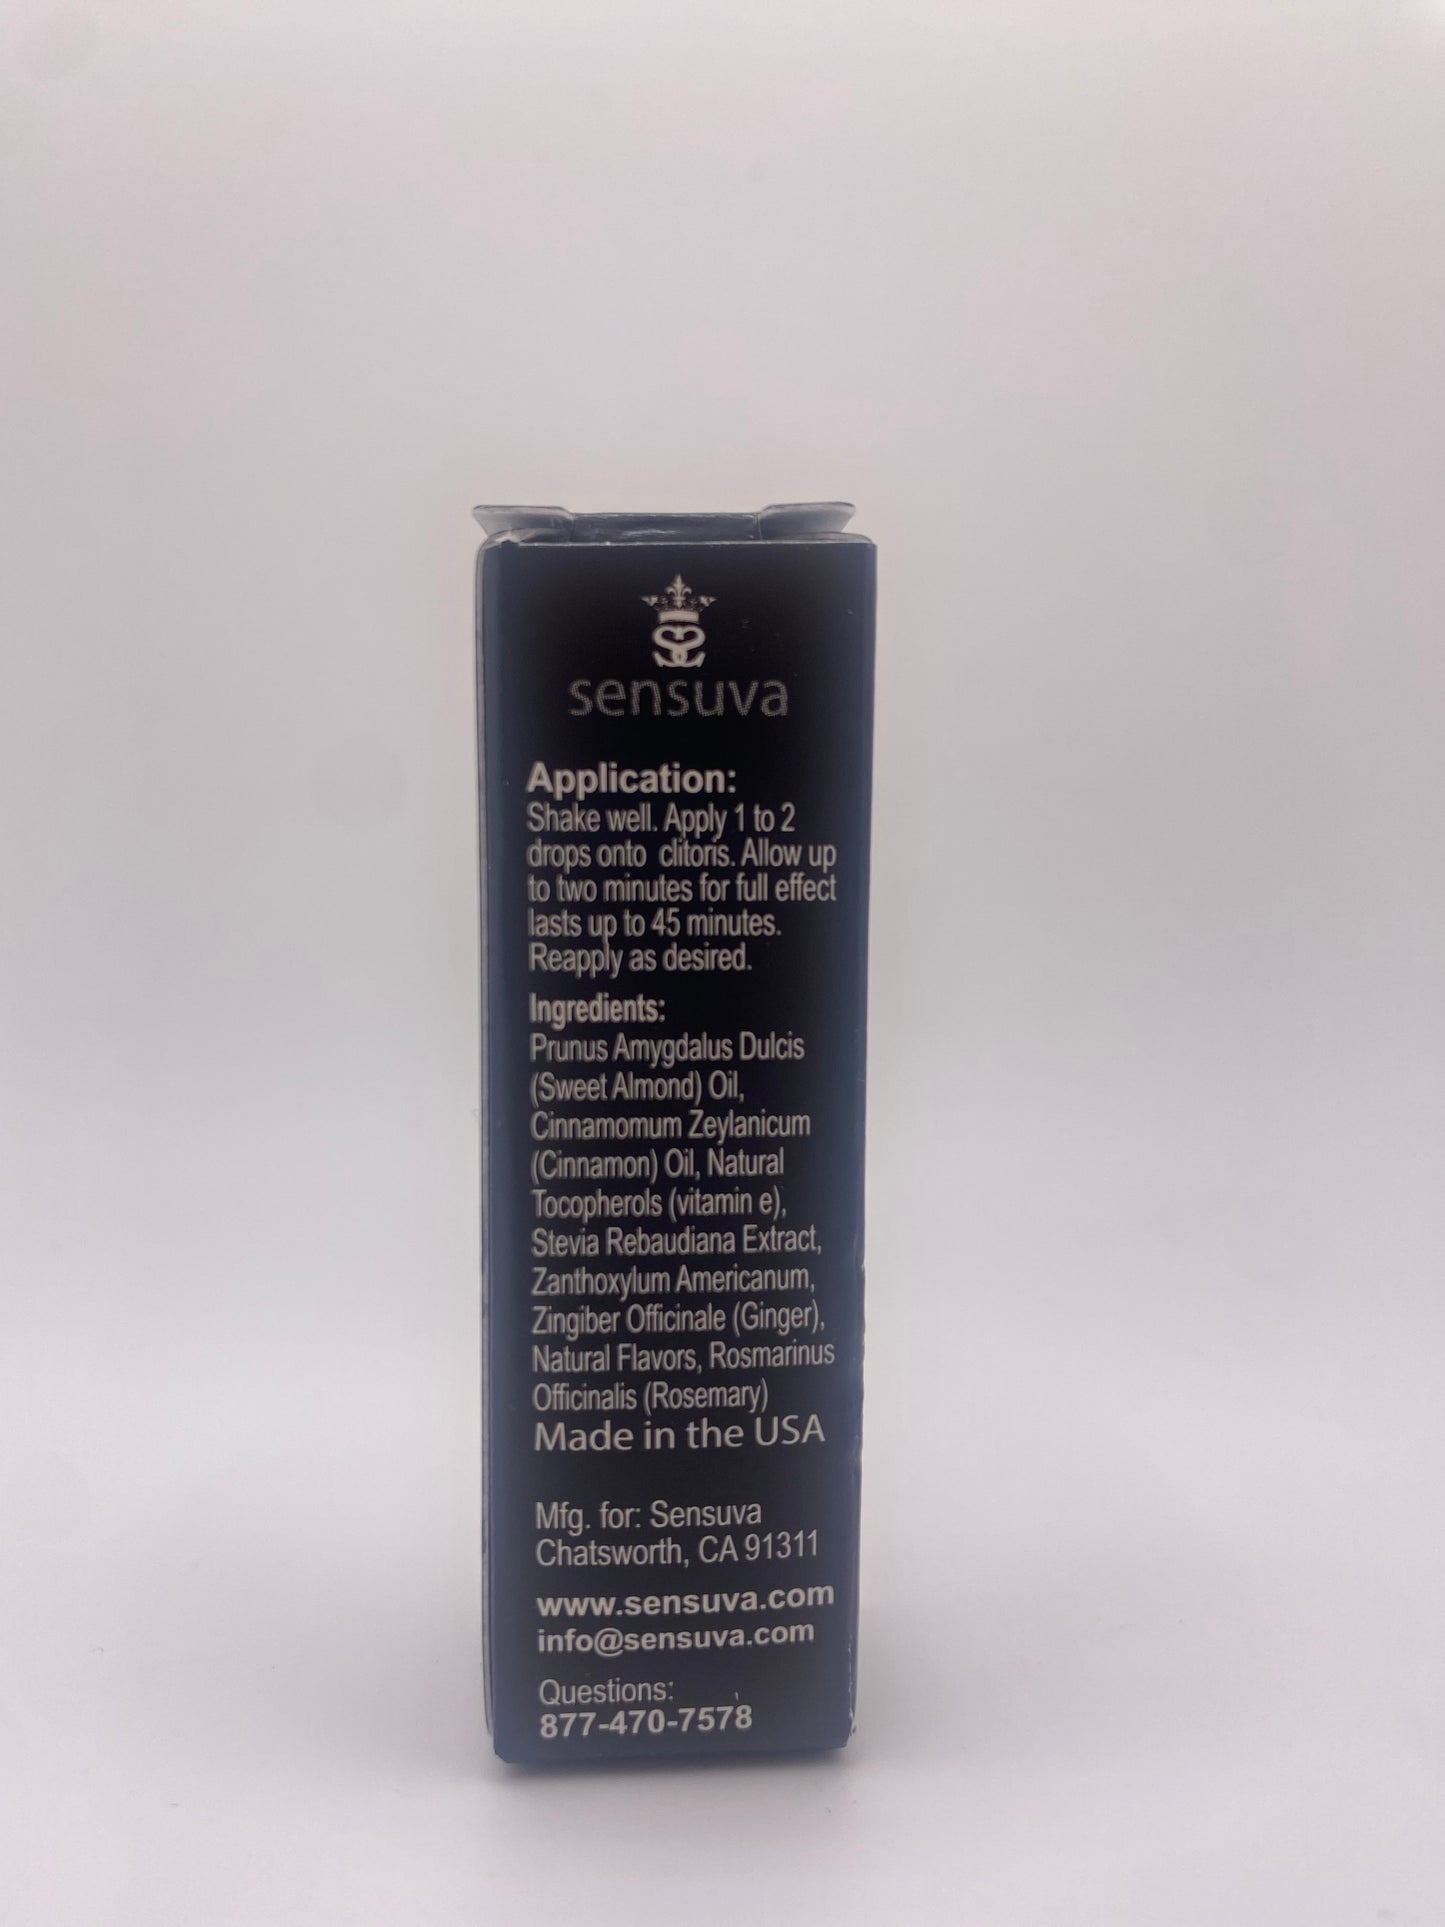 sensuva
Application:
Shake well. Apply 1 to 2
drops onto clitoris. Allow up
to two minutes for full effect
lasts up to 45 minutes.
Reapply as desired.
Ingredients:
Prunus Amygdalus Dulcis
(Sweet Almond) Oil,
Cinnamomum Zeylanicum
(Cinnamon) Oil, Natural
Tocopherols (vitamin e),
Stevia Rebaudiana Extract,
Zanthoxylum Americanum,
Zingiber Officinale (Ginger),
Natural Flavors, Rosmarinus
Officinalis (Rosemary)
Made in the USA
Mfg. for: Sensuva
Chatsworth, CA 91311
www.sensuva.com
info@sensuva.com
Questions:
877-470-7578